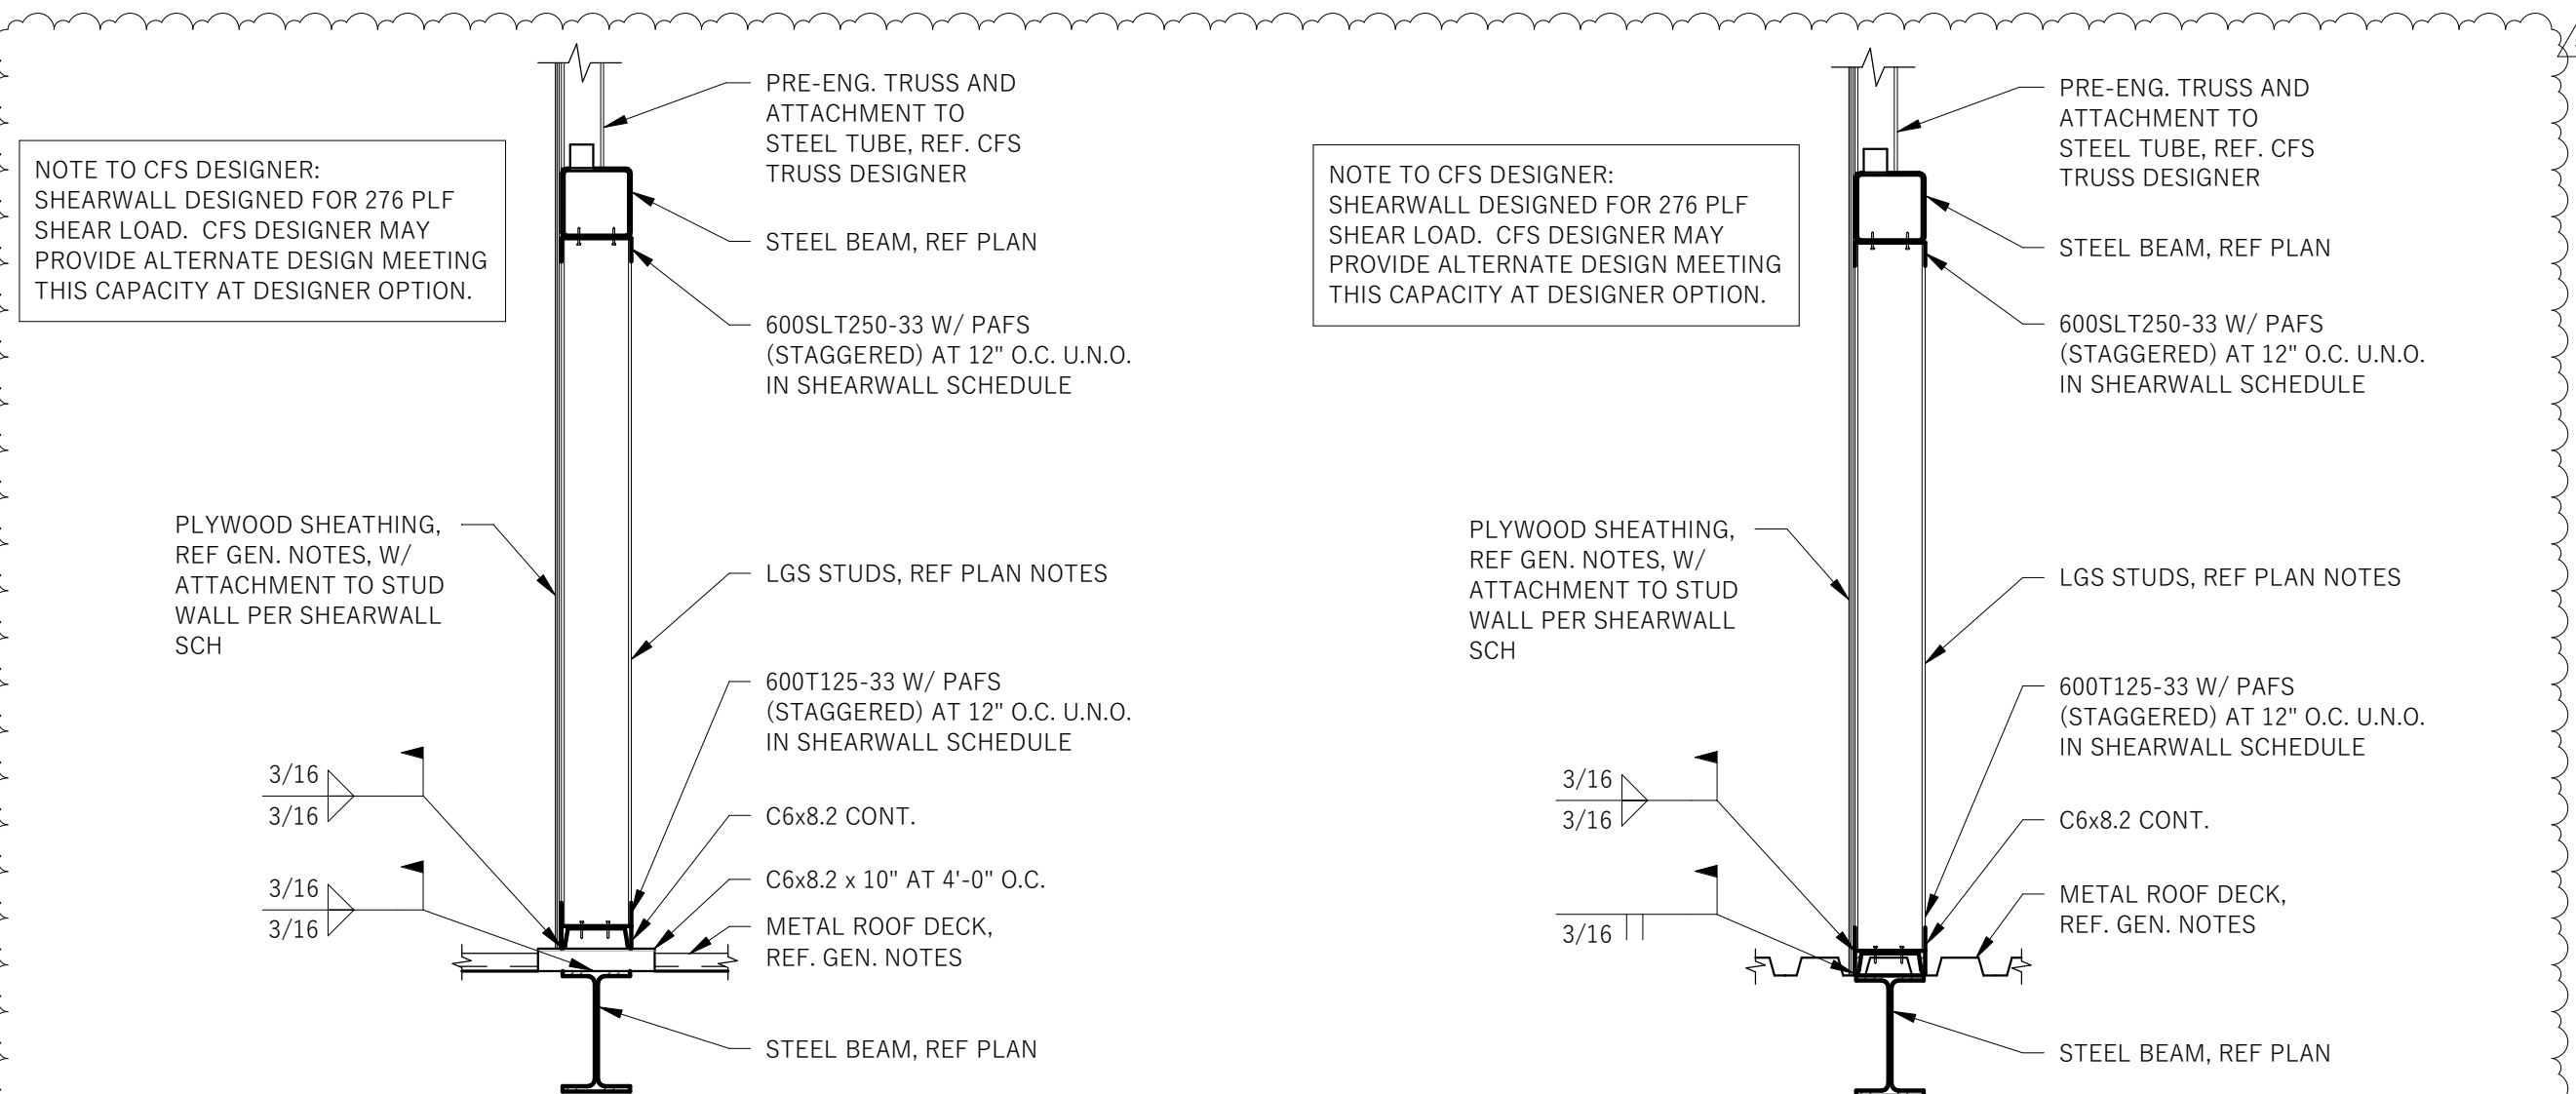 NOTE TO CFS DESIGNER:
SHEARWALL DESIGNED FOR 276 PLF
SHEAR LOAD. CFS DESIGNER MAY
PROVIDE ALTERNATE DESIGN MEETING
THIS CAPACITY AT DESIGNER OPTION.
PRE-ENG. TRUSS AND
ATTACHMENT TO
STEEL TUBE, REF. CFS
TRUSS DESIGNER
STEEL BEAM, REF PLAN
600SLT250-33 W/ PAFS
(STAGGERED) AT 12" O.C. U.N.O.
IN SHEARWALL SCHEDULE
PLYWOOD SHEATHING,
REF GEN. NOTES, W/
ATTACHMENT TO STUD
WALL PER SHEARWALL
SCH
LGS STUDS, REF PLAN NOTES
600T125-33 W/ PAFS
(STAGGERED) AT 12" O.C. U.N.O.
IN SHEARWALL SCHEDULE
3/16
3/16
C6x8.2 CONT.
3/16
3/16
C6x8.2 x 10" AT 4'-0" O.C.
METAL ROOF DECK,
REF. GEN. NOTES
STEEL BEAM, REF PLAN
NOTE TO CFS DESIGNER:
SHEARWALL DESIGNED FOR 276 PLF
SHEAR LOAD. CFS DESIGNER MAY
PROVIDE ALTERNATE DESIGN MEETING
THIS CAPACITY AT DESIGNER OPTION.
PRE-ENG. TRUSS AND
ATTACHMENT TO
STEEL TUBE, REF. CFS
TRUSS DESIGNER
STEEL BEAM, REF PLAN
600SLT250-33 W/ PAFS
(STAGGERED) AT 12" O.C. U.N.O.
IN SHEARWALL SCHEDULE
PLYWOOD SHEATHING,
REF GEN. NOTES, W/
ATTACHMENT TO STUD
WALL PER SHEARWALL
SCH
LGS STUDS, REF PLAN NOTES
600T125-33 W/ PAFS
(STAGGERED) AT 12" O.C. U.N.O.
IN SHEARWALL SCHEDULE
3/16
3/16
C6x8.2 CONT.
3/16
METAL ROOF DECK,
REF. GEN. NOTES
STEEL BEAM, REF PLAN